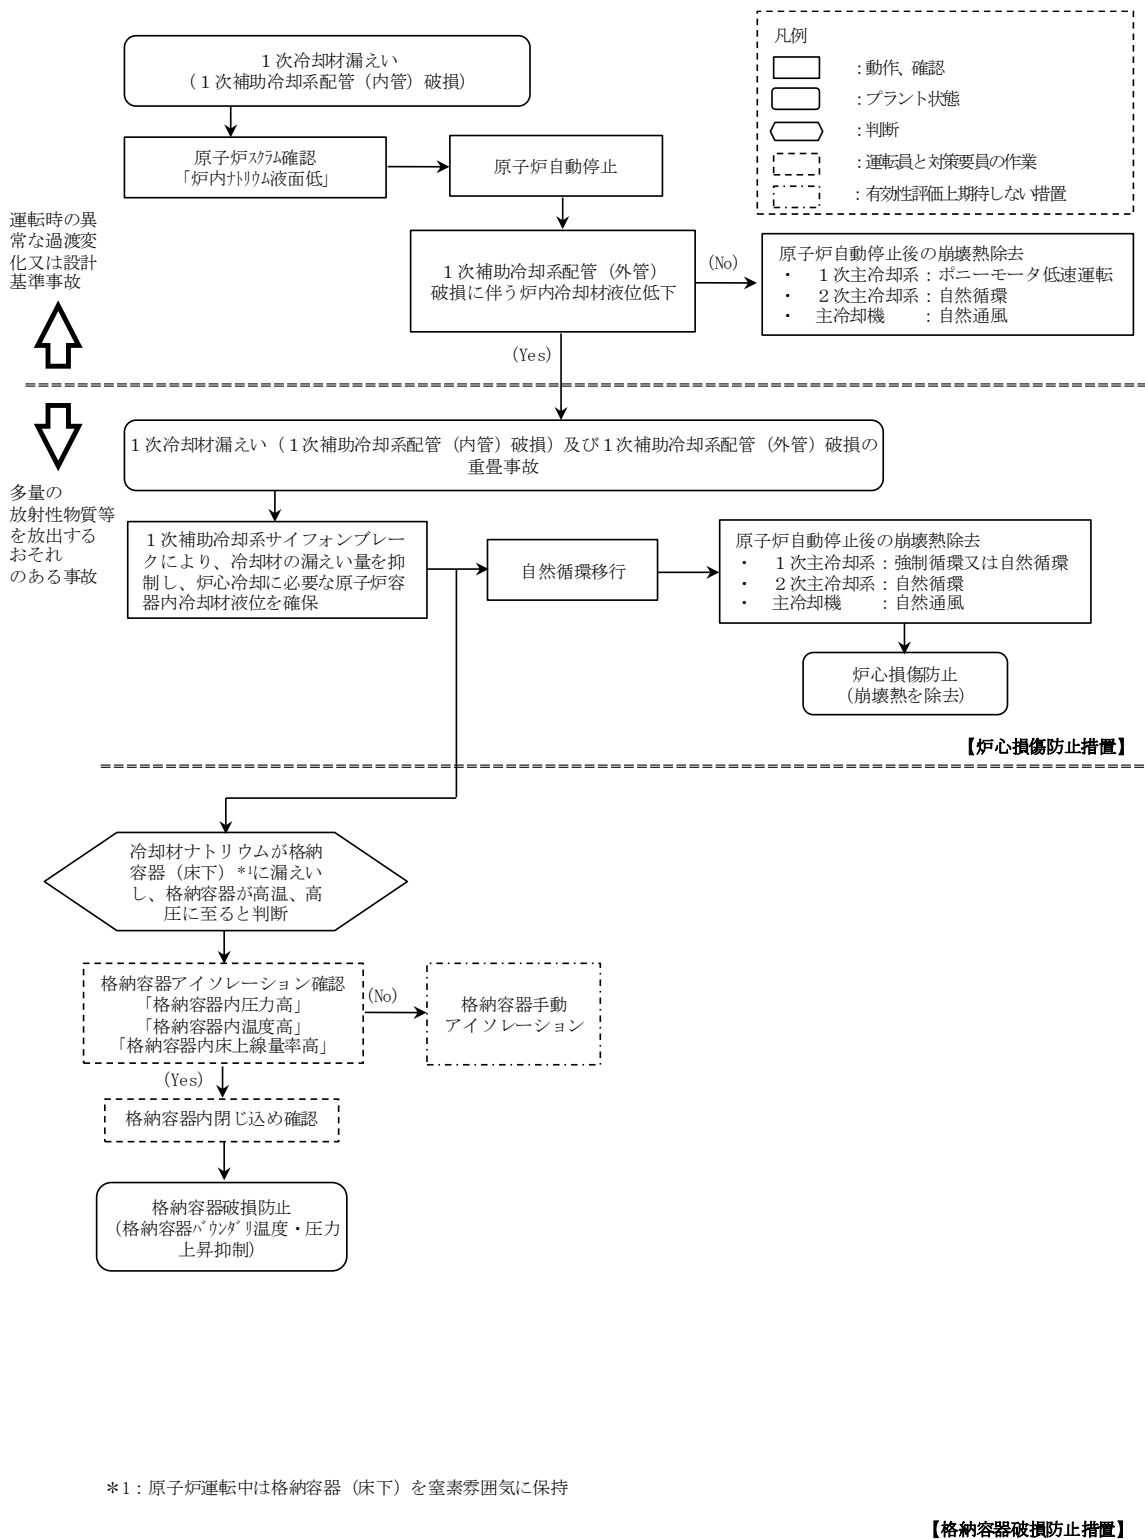 凡例
：動作、確認
：プラント状態
：判断
：運転員と対策要員の作業
：有効性評価上期待しない措置
１次冷却材漏えい
（１次補助冷却系配管（内管）破損）
原子炉ｽｸﾗﾑ確認
「炉内ﾅﾄﾘｳﾑ液面低」
原子炉自動停止
運転時の異
常な過渡変
化又は設計
基準事故
１次補助冷却系配管（外管）
破損に伴う炉内冷却材液位低下
(No)
原子炉自動停止後の崩壊熱除去
・　１次主冷却系：ポニーモータ低速運転
・　２次主冷却系：自然循環
・　主冷却機　　：自然通風
(Yes)
１次冷却材漏えい（１次補助冷却系配管（内管）破損）及び１次補助冷却系配管（外管）破損の
重畳事故
多量の
放射性物質等
を放出する
おそれ
のある事故
１次補助冷却系サイフォンブレー
クにより、冷却材の漏えい量を抑
制し、炉心冷却に必要な原子炉容
器内冷却材液位を確保
自然循環移行
原子炉自動停止後の崩壊熱除去
・　１次主冷却系：強制循環又は自然循環
・　２次主冷却系：自然循環
・　主冷却機　　：自然通風
炉心損傷防止
(崩壊熱を除去)
【炉心損傷防止措置】
冷却材ナトリウムが格納
容器（床下）*1に漏えい
し、格納容器が高温、高
圧に至ると判断
格納容器アイソレーション確認
「格納容器内圧力高」
「格納容器内温度高」
「格納容器内床上線量率高」
(No)
格納容器手動
アイソレーション
(Yes)
格納容器内閉じ込め確認
格納容器破損防止
(格納容器ﾊﾞｳﾝﾀﾞﾘ温度・圧力
上昇抑制)
＊1：原子炉運転中は格納容器（床下）を窒素雰囲気に保持
【格納容器破損防止措置】